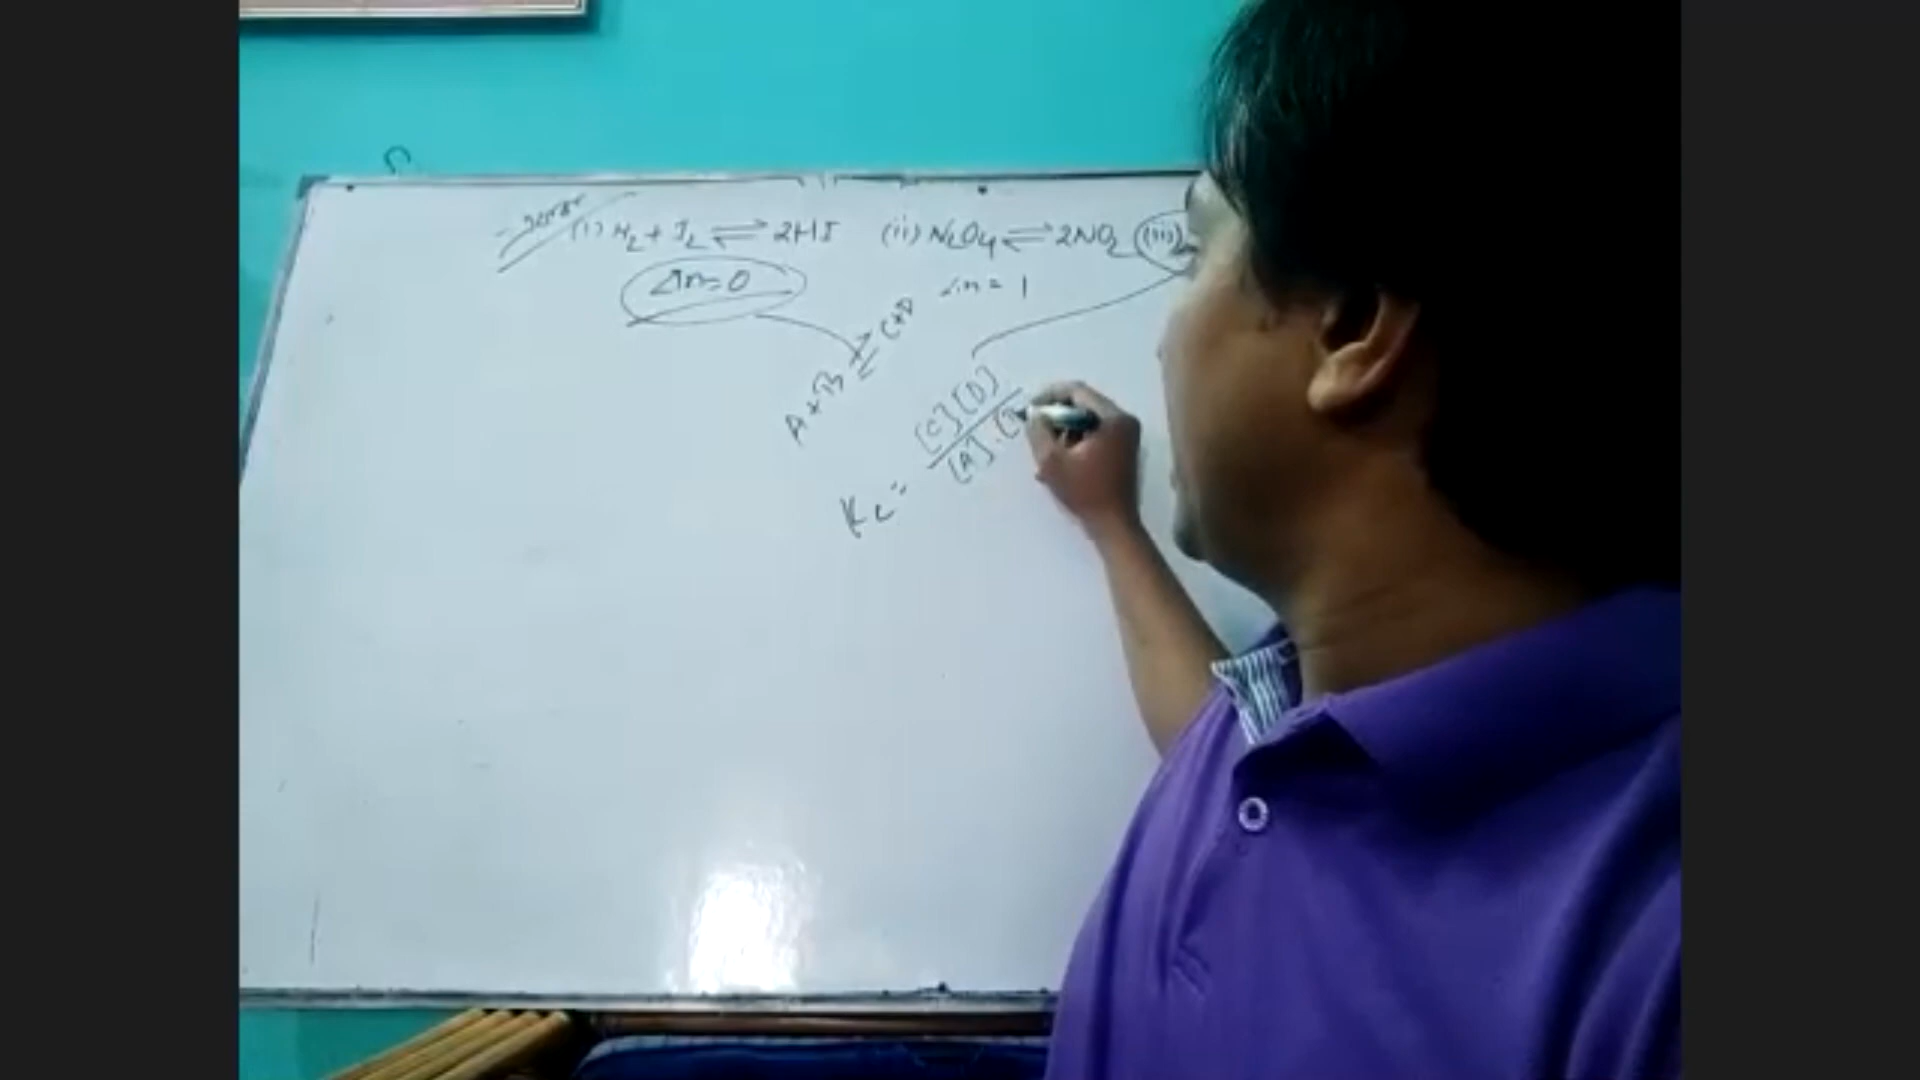 (i) H₂ + I₂ ⇌ 2HI (ii) N₂O₄ ⇌ 2NO₂ (iii)
Δn=0 Δn = 1
A + B ⇌ C+D
Kc = [C][D] / [A].[B